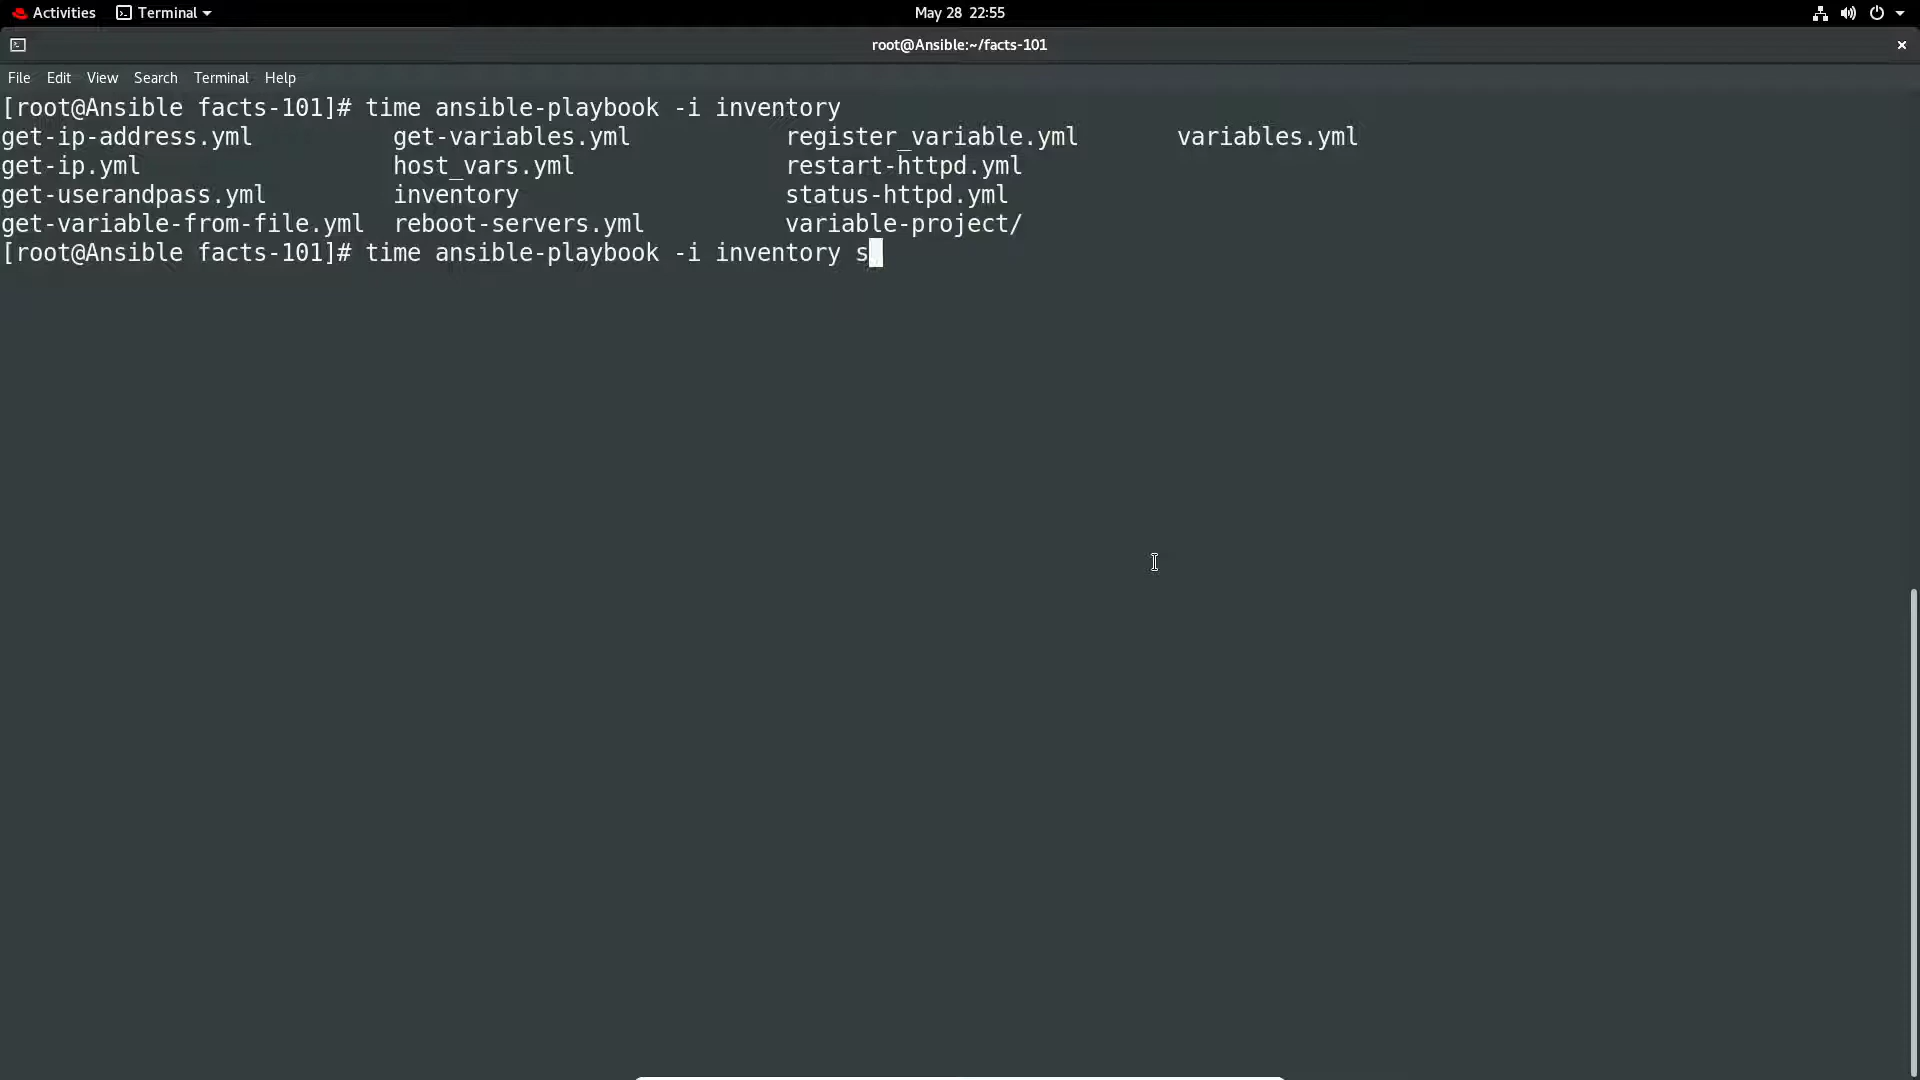 Activities Terminal May 28 22:55
root@Ansible:~/facts-101
File Edit View Search Terminal Help
[root@Ansible facts-101]# time ansible-playbook -i inventory
get-ip-address.yml get-variables.yml register_variable.yml variables.yml
get-ip.yml host_vars.yml restart-httpd.yml
get-userandpass.yml inventory status-httpd.yml
get-variable-from-file.yml reboot-servers.yml variable-project/
[root@Ansible facts-101]# time ansible-playbook -i inventory s